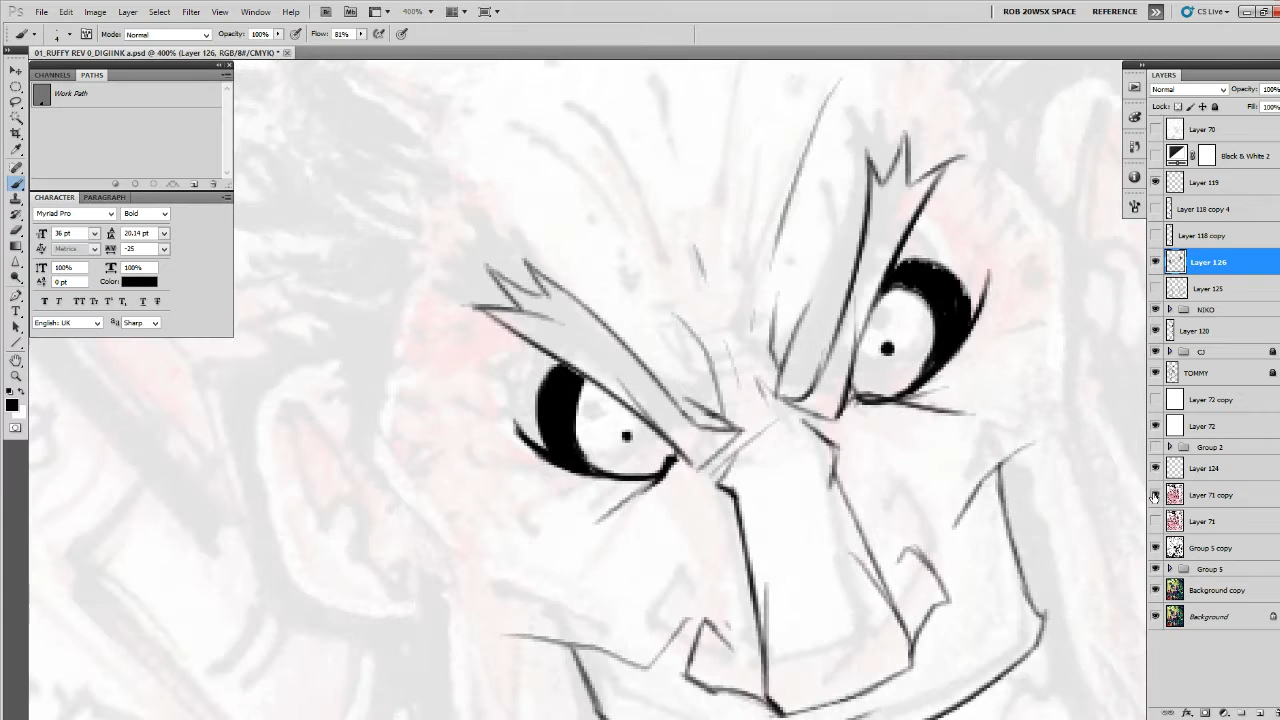 Ps File Edit Image Layer Select Filter View Window Help Br Mb 400% ROB 20WSX SPACE REFERENCE CS Live
Mode: Normal Opacity: 100% Flow: 81%
4
01_RUFFY REV 0_DIGIINK a.psd @ 400% (Layer 126, RGB/8#/CMYK) *
CHANNELS PATHS
Work Path
CHARACTER PARAGRAPH
Myriad Pro Bold
36 pt 20.14 pt
Metrics -25
100% 100%
0 pt Color:
English: UK Sharp
LAYERS
Normal Opacity: 100%
Lock: Fill: 100%
Layer 70
Black & White 2
Layer 119
Layer 118 copy 4
Layer 118 copy
Layer 126
Layer 125
NIKO
Layer 120
CJ
TOMMY
Layer 72 copy
Layer 72
Group 2
Layer 124
Layer 71 copy
Layer 71
Group 5 copy
Group 5
Background copy
Background